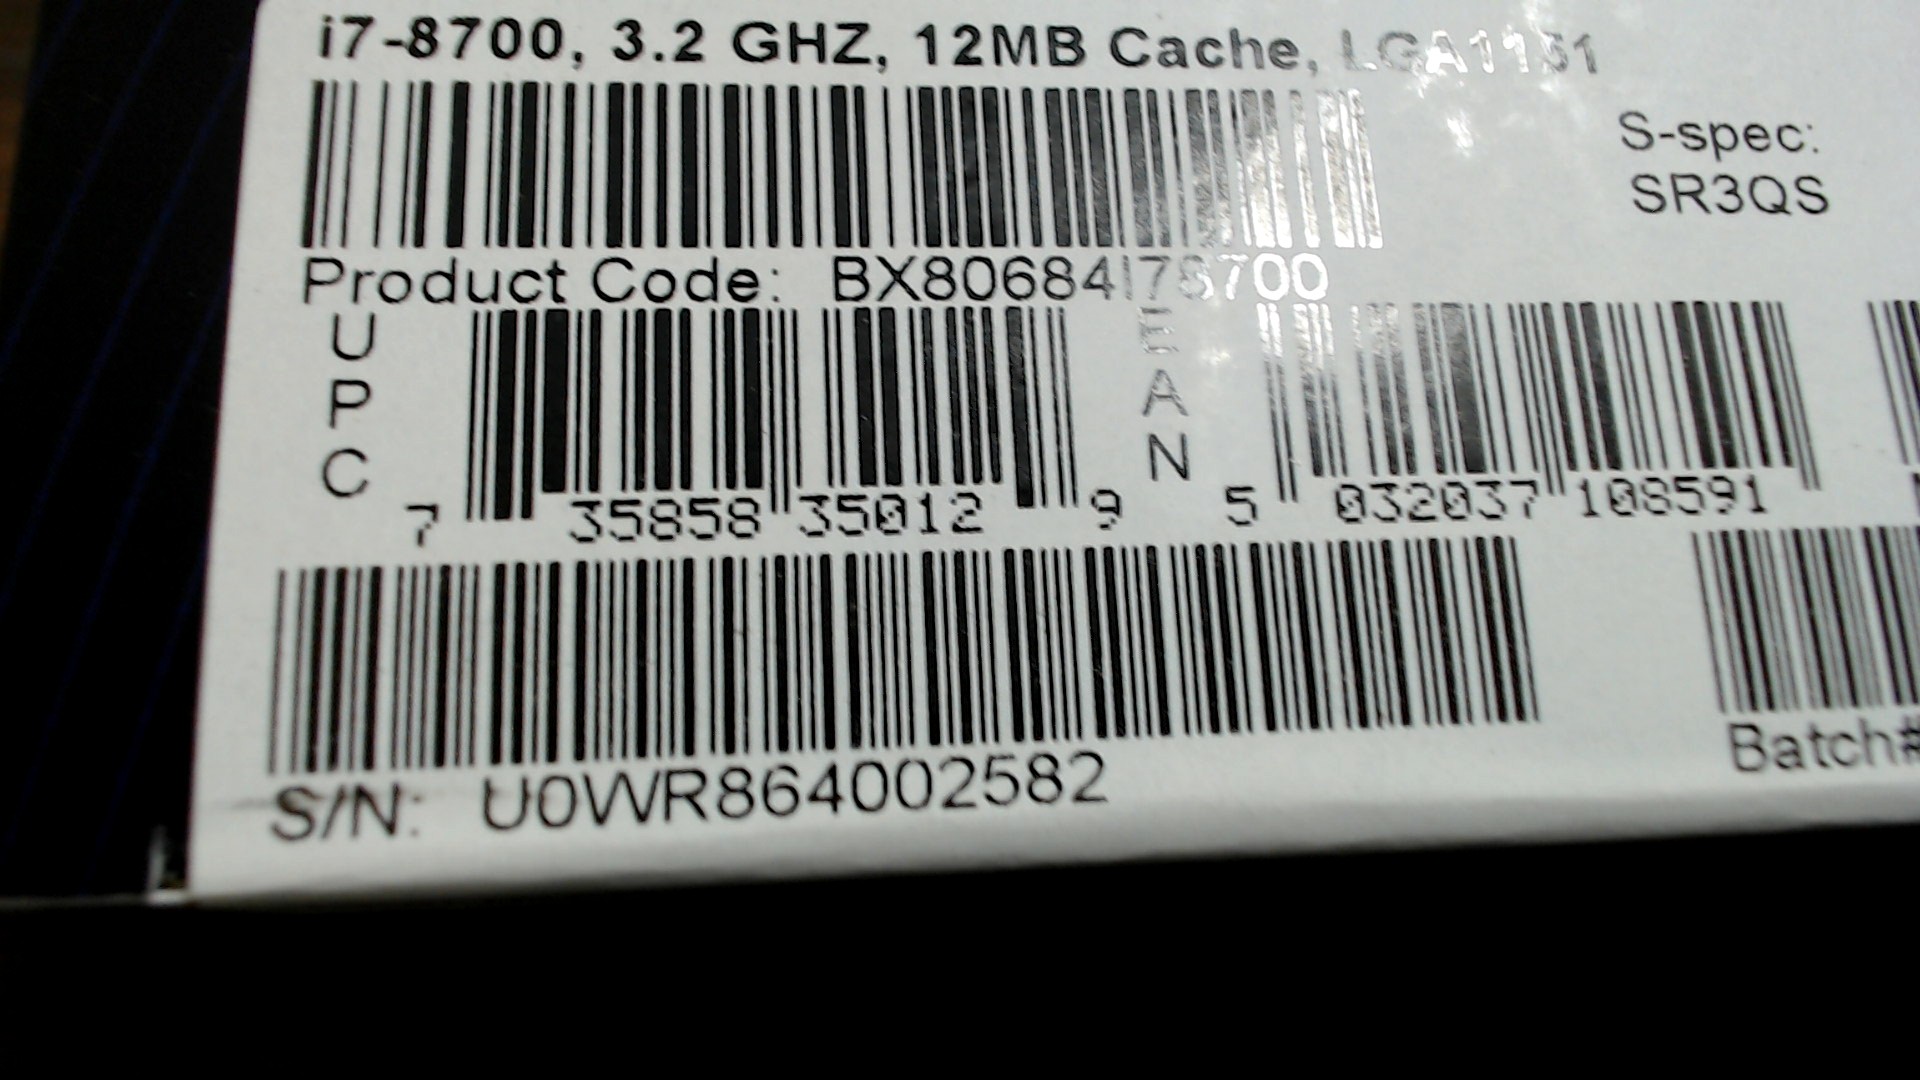 i7-8700, 3.2 GHZ, 12MB Cache, LGA1151
S-spec:
SR3QS
Product Code: BX80684I78700
UPC
7 35858 35012 9
EAN
5 032037 108591
S/N: U0WR864002582
Batch#